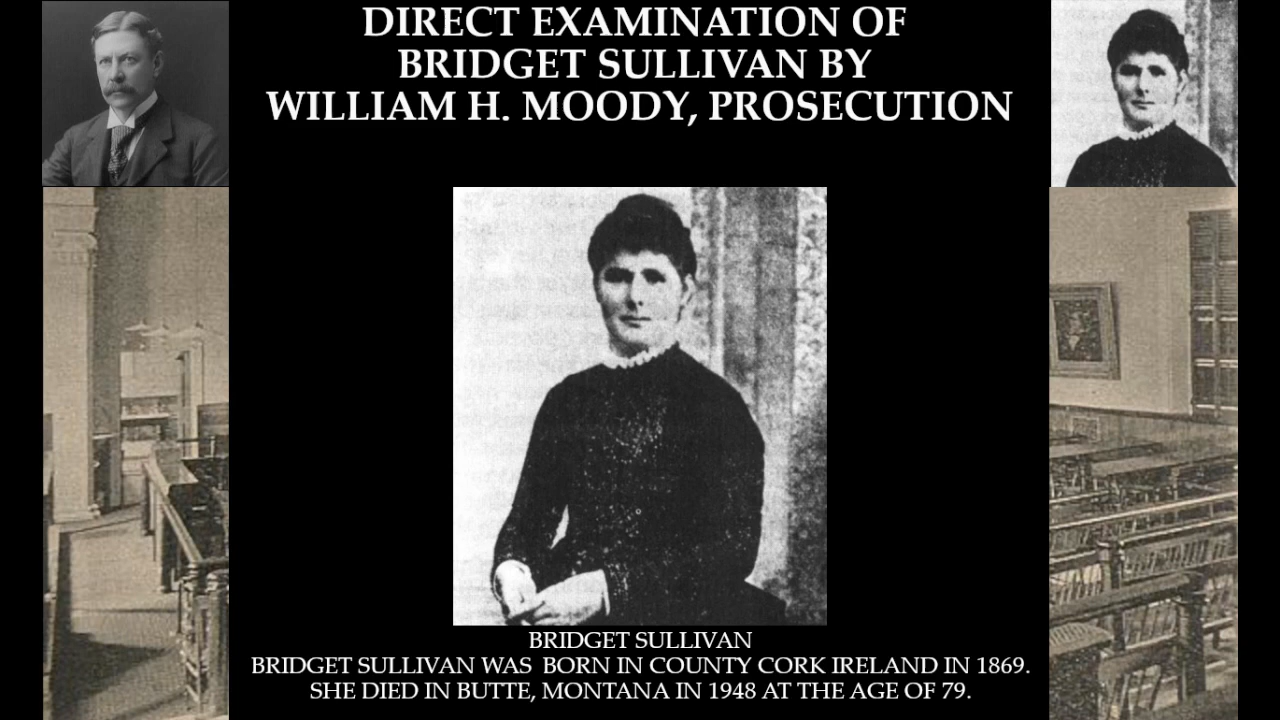 DIRECT EXAMINATION OF
BRIDGET SULLIVAN BY
WILLIAM H. MOODY, PROSECUTION
BRIDGET SULLIVAN
BRIDGET SULLIVAN WAS  BORN IN COUNTY CORK IRELAND IN 1869.
SHE DIED IN BUTTE, MONTANA IN 1948 AT THE AGE OF 79.